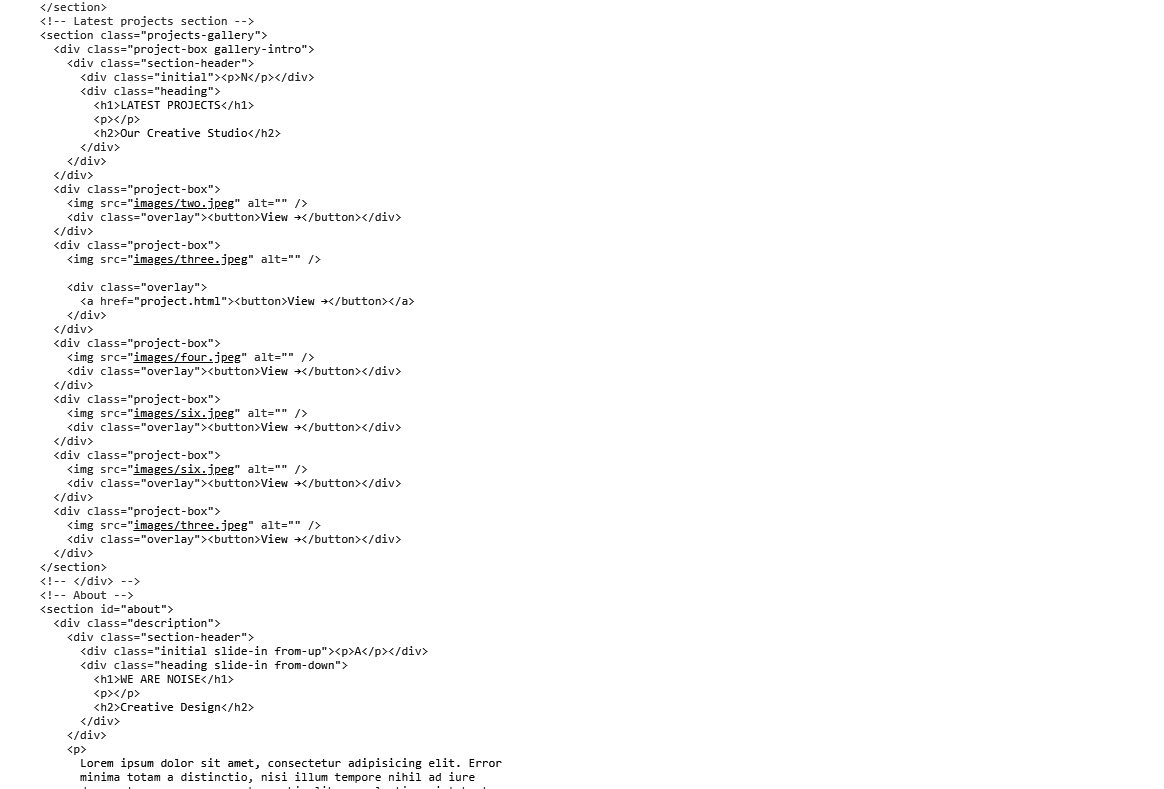 </section>
<!-- Latest projects section -->
<section class="projects-gallery">
<div class="project-box gallery-intro">
<div class="section-header">
<div class="initial"><p>N</p></div>
<div class="heading">
<h1>LATEST PROJECTS</h1>
<p></p>
<h2>Our Creative Studio</h2>
</div>
</div>
</div>
<div class="project-box">
<img src="images/two.jpeg" alt="" />
<div class="overlay"><button>View →</button></div>
</div>
<div class="project-box">
<img src="images/three.jpeg" alt="" />
<div class="overlay">
<a href="project.html"><button>View →</button></a>
</div>
</div>
<div class="project-box">
<img src="images/four.jpeg" alt="" />
<div class="overlay"><button>View →</button></div>
</div>
<div class="project-box">
<img src="images/six.jpeg" alt="" />
<div class="overlay"><button>View →</button></div>
</div>
<div class="project-box">
<img src="images/six.jpeg" alt="" />
<div class="overlay"><button>View →</button></div>
</div>
<div class="project-box">
<img src="images/three.jpeg" alt="" />
<div class="overlay"><button>View →</button></div>
</div>
</section>
<!-- </div> -->
<!-- About -->
<section id="about">
<div class="description">
<div class="section-header">
<div class="initial slide-in from-up"><p>A</p></div>
<div class="heading slide-in from-down">
<h1>WE ARE NOISE</h1>
<p></p>
<h2>Creative Design</h2>
</div>
</div>
<p>
Lorem ipsum dolor sit amet, consectetur adipisicing elit. Error
minima totam a distinctio, nisi illum tempore nihil ad iure